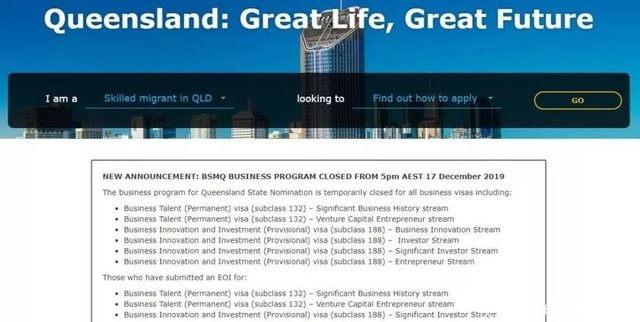 Queensland: Great Life, Great Future
I am a Skilled migrant in QLD looking to Find out how to apply GO
NEW ANNOUNCEMENT: BSMQ BUSINESS PROGRAM CLOSED FROM 5pm AEST 17 December 2019
The business program for Queensland State Nomination is temporarily closed for all business visas including:
• Business Talent (Permanent) visa (subclass 132) – Significant Business History stream
• Business Talent (Permanent) visa (subclass 132) – Venture Capital Entrepreneur stream
• Business Innovation and Investment (Provisional) visa (subclass 188) – Business Innovation Stream
• Business Innovation and Investment (Provisional) visa (subclass 188) – Investor Stream
• Business Innovation and Investment (Provisional) visa (subclass 188) – Significant Investor Stream
• Business Innovation and Investment (Provisional) visa (subclass 188) – Entrepreneur Stream
Those who have submitted an EOI for:
• Business Talent (Permanent) visa (subclass 132) – Significant Business History stream
• Business Talent (Permanent) visa (subclass 132) – Venture Capital Entrepreneur stream
• Business Innovation and Investment (Provisional) visa (subclass 188) – Significant Investor